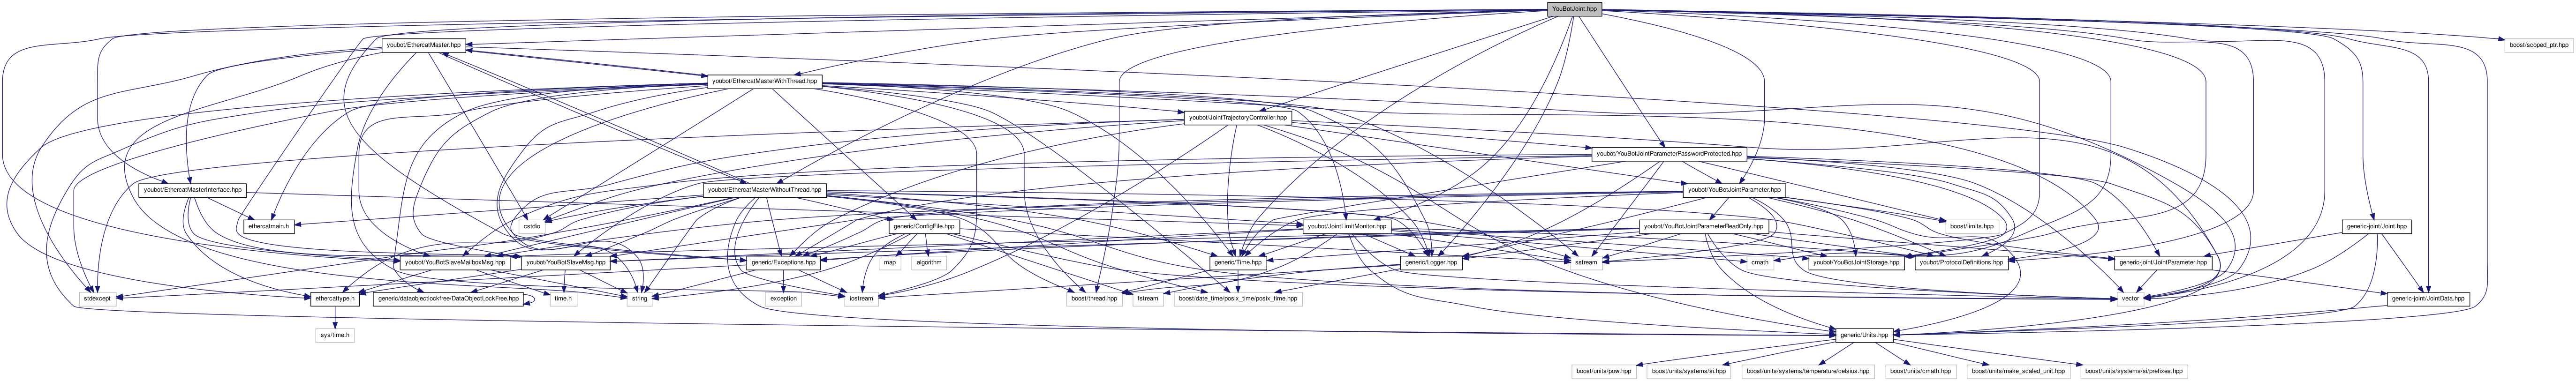 YouBotJoint.hpp
youbot/EthercatMaster.hpp
boost/scoped_ptr.hpp
youbot/EthercatMasterWithThread.hpp
youbot/JointTrajectoryController.hpp
youbot/YouBotJointParameterPasswordProtected.hpp
youbot/EthercatMasterInterface.hpp
youbot/EthercatMasterWithoutThread.hpp
youbot/YouBotJointParameter.hpp
ethercatmain.h
cstdio
generic/ConfigFile.hpp
youbot/JointLimitMonitor.hpp
youbot/YouBotJointParameterReadOnly.hpp
boost/limits.hpp
generic-joint/Joint.hpp
youbot/YouBotSlaveMailboxMsg.hpp
youbot/YouBotSlaveMsg.hpp
generic/Exceptions.hpp
map
algorithm
generic/Time.hpp
generic/Logger.hpp
sstream
cmath
youbot/YouBotJointStorage.hpp
youbot/ProtocolDefinitions.hpp
generic-joint/JointParameter.hpp
stdexcept
ethercattype.h
generic/dataobjectlockfree/DataObjectLockFree.hpp
time.h
string
exception
iostream
boost/thread.hpp
fstream
boost/date_time/posix_time/posix_time.hpp
vector
generic-joint/JointData.hpp
sys/time.h
generic/Units.hpp
boost/units/pow.hpp
boost/units/systems/si.hpp
boost/units/systems/temperature/celsius.hpp
boost/units/cmath.hpp
boost/units/make_scaled_unit.hpp
boost/units/systems/si/prefixes.hpp